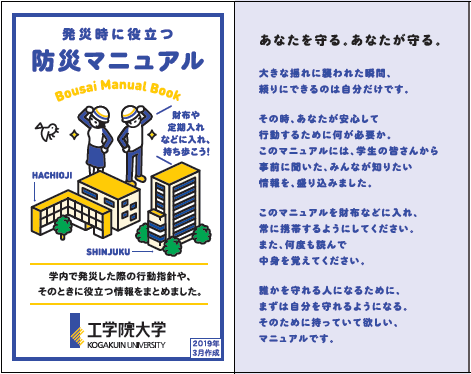 発災時に役立つ
防災マニュアル
Bousai Manual Book
財布や
定期入れ
などに入れ、
持ち歩こう!
HACHIOJI
SHINJUKU
学内で発災した際の行動指針や、
そのときに役立つ情報をまとめました。
工学院大学
KOGAKUIN UNIVERSITY
2019年
3月作成
あなたを守る。あなたが守る。
大きな揺れに襲われた瞬間、
頼りにできるのは自分だけです。
その時、あなたが安心して
行動するために何が必要か。
このマニュアルには、学生の皆さんから
事前に聞いた、みんなが知りたい
情報を、盛り込みました。
このマニュアルを財布などに入れ、
常に携帯するようにしてください。
また、何度も読んで
中身を覚えてください。
誰かを守れる人になるために、
まずは自分を守れるようになる。
そのために持っていて欲しい、
マニュアルです。